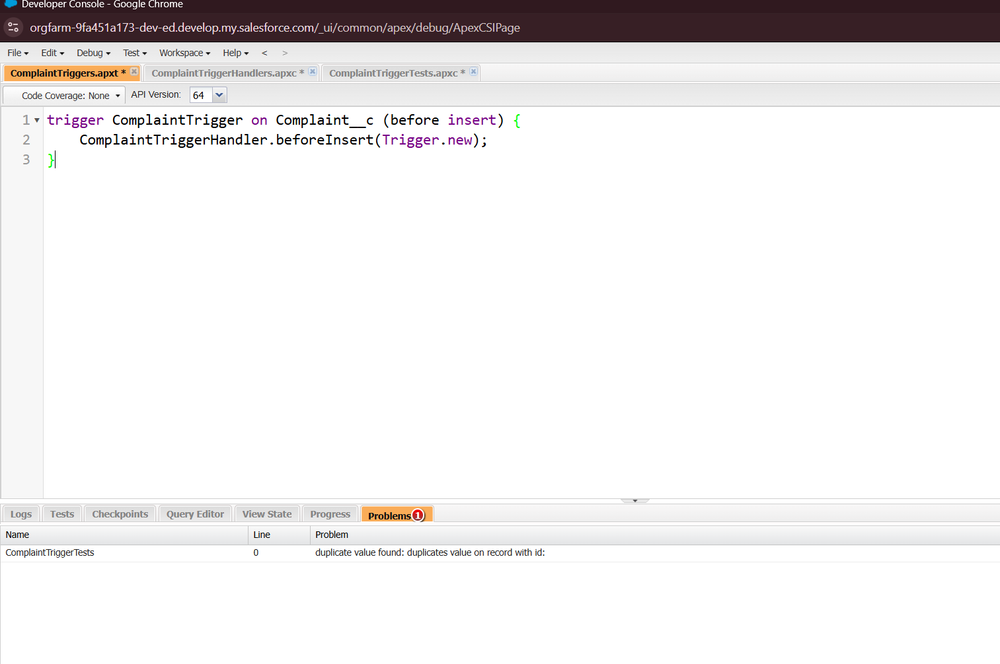 Developer Console - Google Chrome
orgfarm-9fa451a173-dev-ed.develop.my.salesforce.com/_ui/common/apex/debug/ApexCSIPage
File Edit Debug Test Workspace Help < >
ComplaintTriggers.apxt * ComplaintTriggerHandlers.apxc * ComplaintTriggerTests.apxc *
Code Coverage: None API Version: 64
1 trigger ComplaintTrigger on Complaint__c (before insert) {
2 ComplaintTriggerHandler.beforeInsert(Trigger.new);
3 }
Logs Tests Checkpoints Query Editor View State Progress Problems 1
Name Line Problem
ComplaintTriggerTests 0 duplicate value found: duplicates value on record with id: